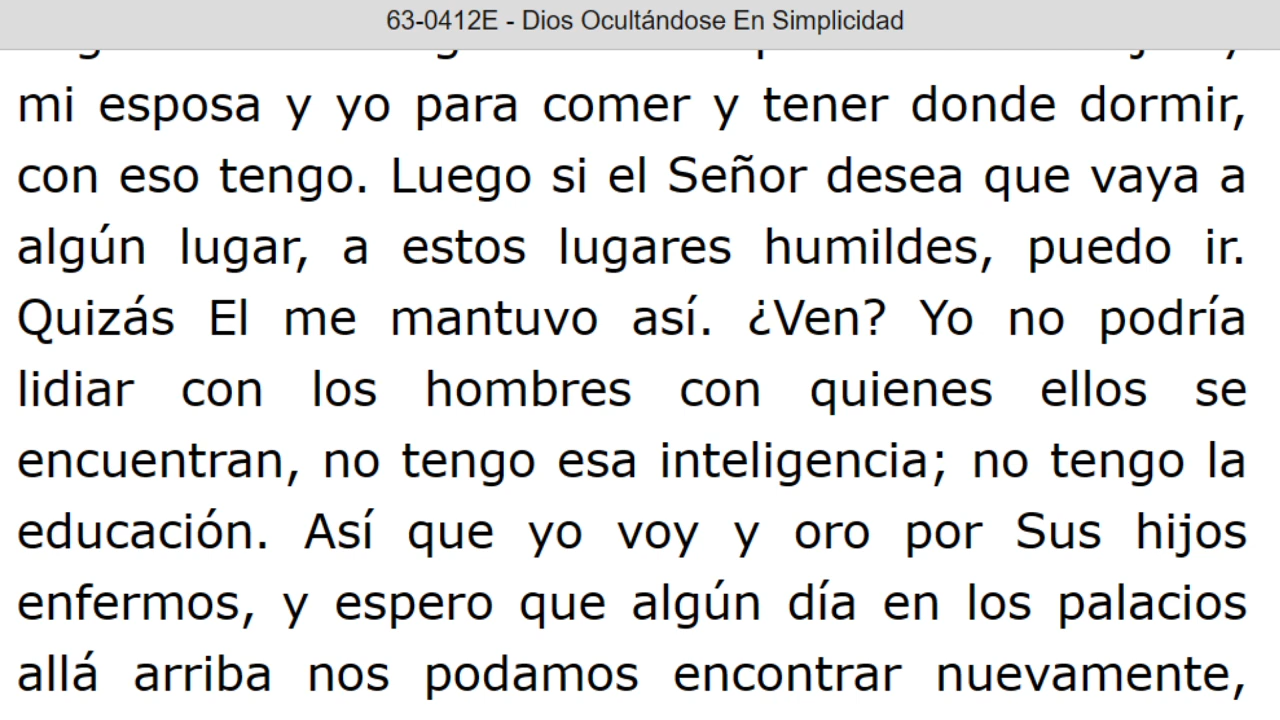 63-0412E - Dios Ocultándose En Simplicidad
mi esposa y yo para comer y tener donde dormir,
con eso tengo. Luego si el Señor desea que vaya a
algún lugar, a estos lugares humildes, puedo ir.
Quizás El me mantuvo así. ¿Ven? Yo no podría
lidiar con los hombres con quienes ellos se
encuentran, no tengo esa inteligencia; no tengo la
educación. Así que yo voy y oro por Sus hijos
enfermos, y espero que algún día en los palacios
allá arriba nos podamos encontrar nuevamente,